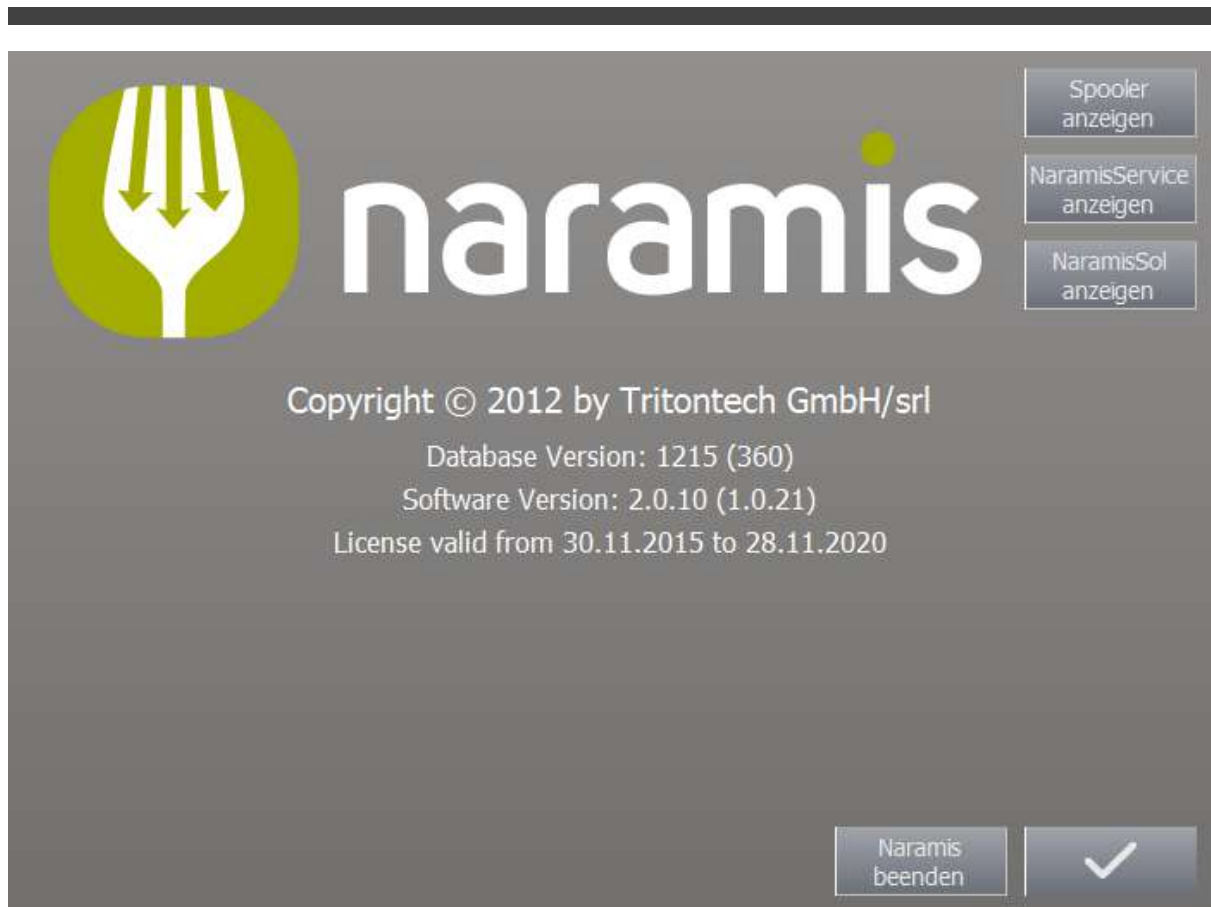 Spooler
anzeigen
naramis
NaramisService
anzeigen
NaramisSol
anzeigen
Copyright © 2012 by Tritontech GmbH/srl
Database Version: 1215 (360)
Software Version: 2.0.10 (1.0.21)
License valid from 30.11.2015 to 28.11.2020
Naramis
beenden